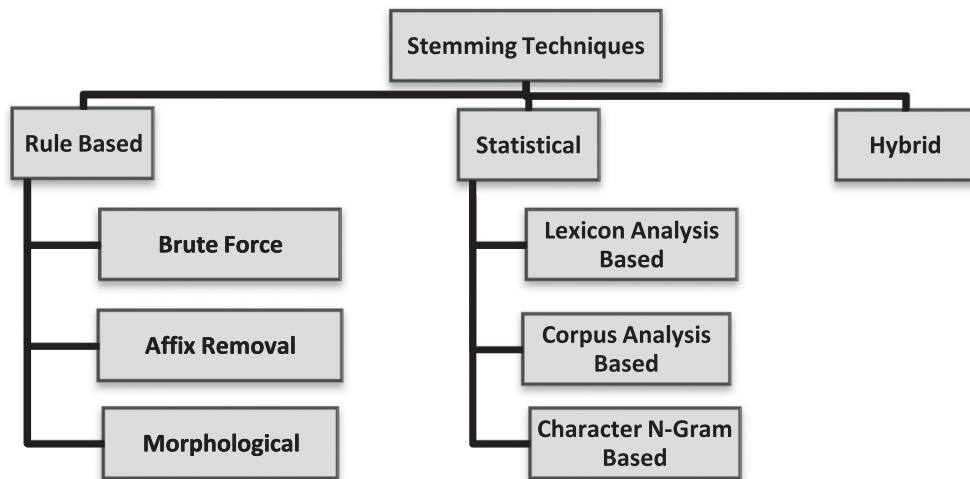 Stemming Techniques
Rule Based
Statistical
Hybrid
Brute Force
Affix Removal
Morphological
Lexicon Analysis
Based
Corpus Analysis
Based
Character N-Gram
Based